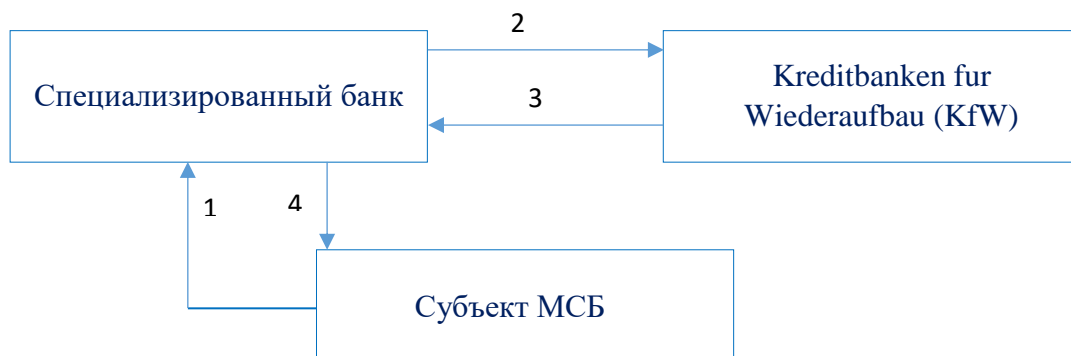 2
Специализированный банк
Kreditbanken fur
Wiederaufbau (KfW)
3
1
4
Субъект МСБ